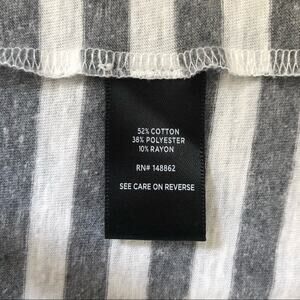 52% COTTON
38% POLYESTER
10% RAYON
RN# 148862
SEE CARE ON REVERSE